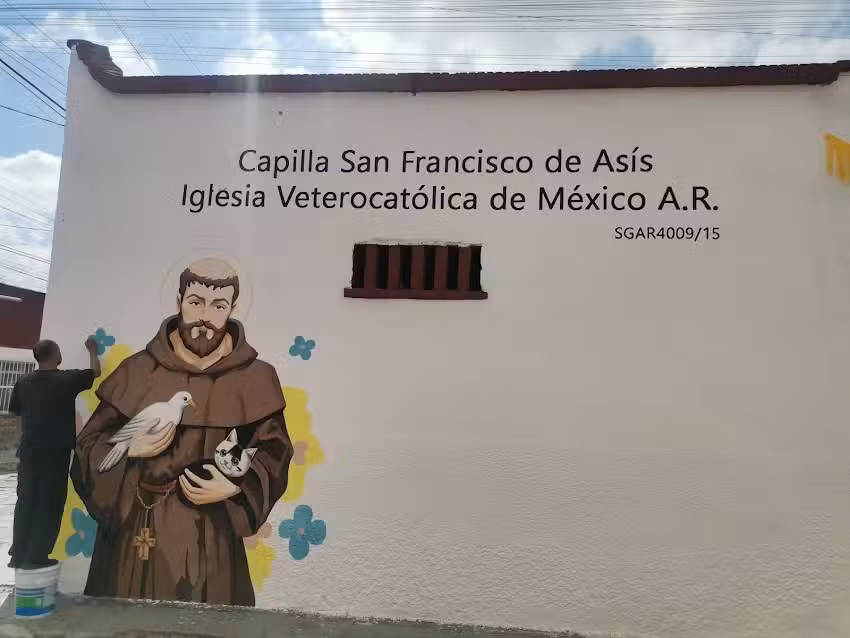 Capilla San Francisco de Asís
Iglesia Veterocatólica de México A.R.
SGAR4009/15